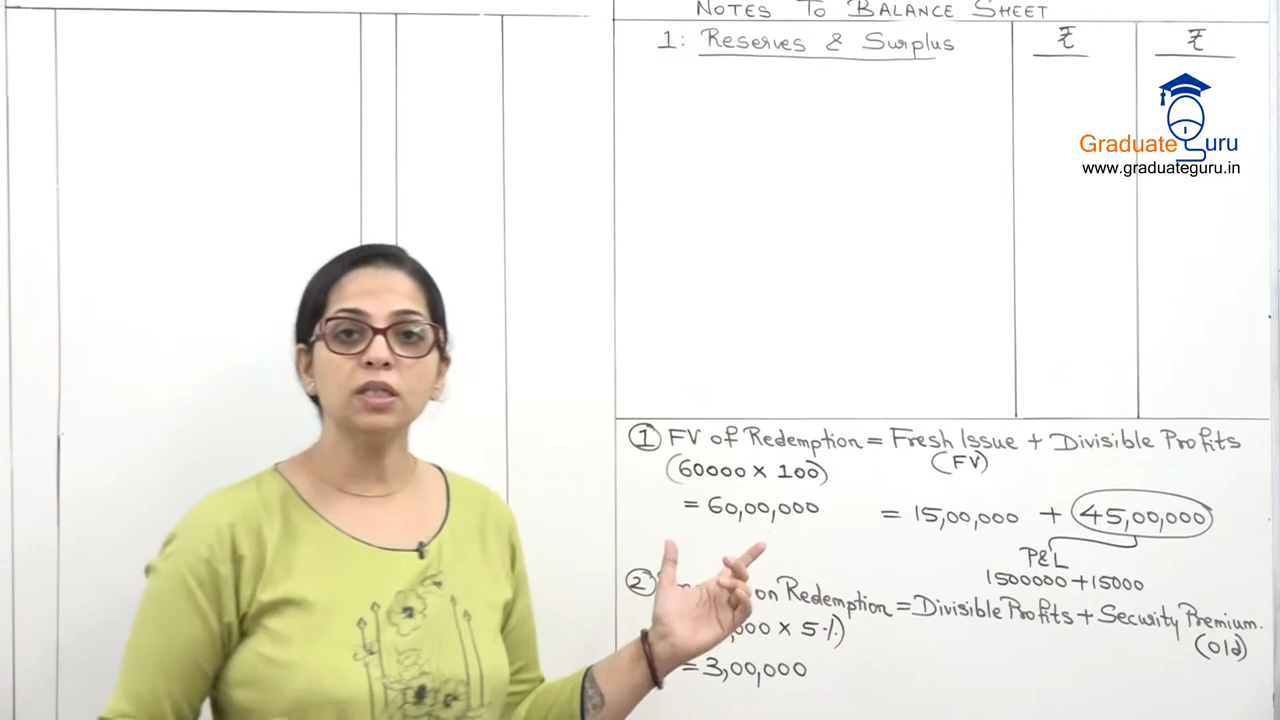 NOTES TO BALANCE SHEET
1: Reserves & Surplus ₹ ₹
Graduate Guru
www.graduateguru.in
① FV of Redemption = Fresh Issue + Divisible Profits
(60000 × 100) (FV)
= 60,00,000 = 15,00,000 + 45,00,000
P&L
1500000 + 15000
② on Redemption = Divisible Profits + Security Premium.
× 5%) (Old)
= 3,00,000